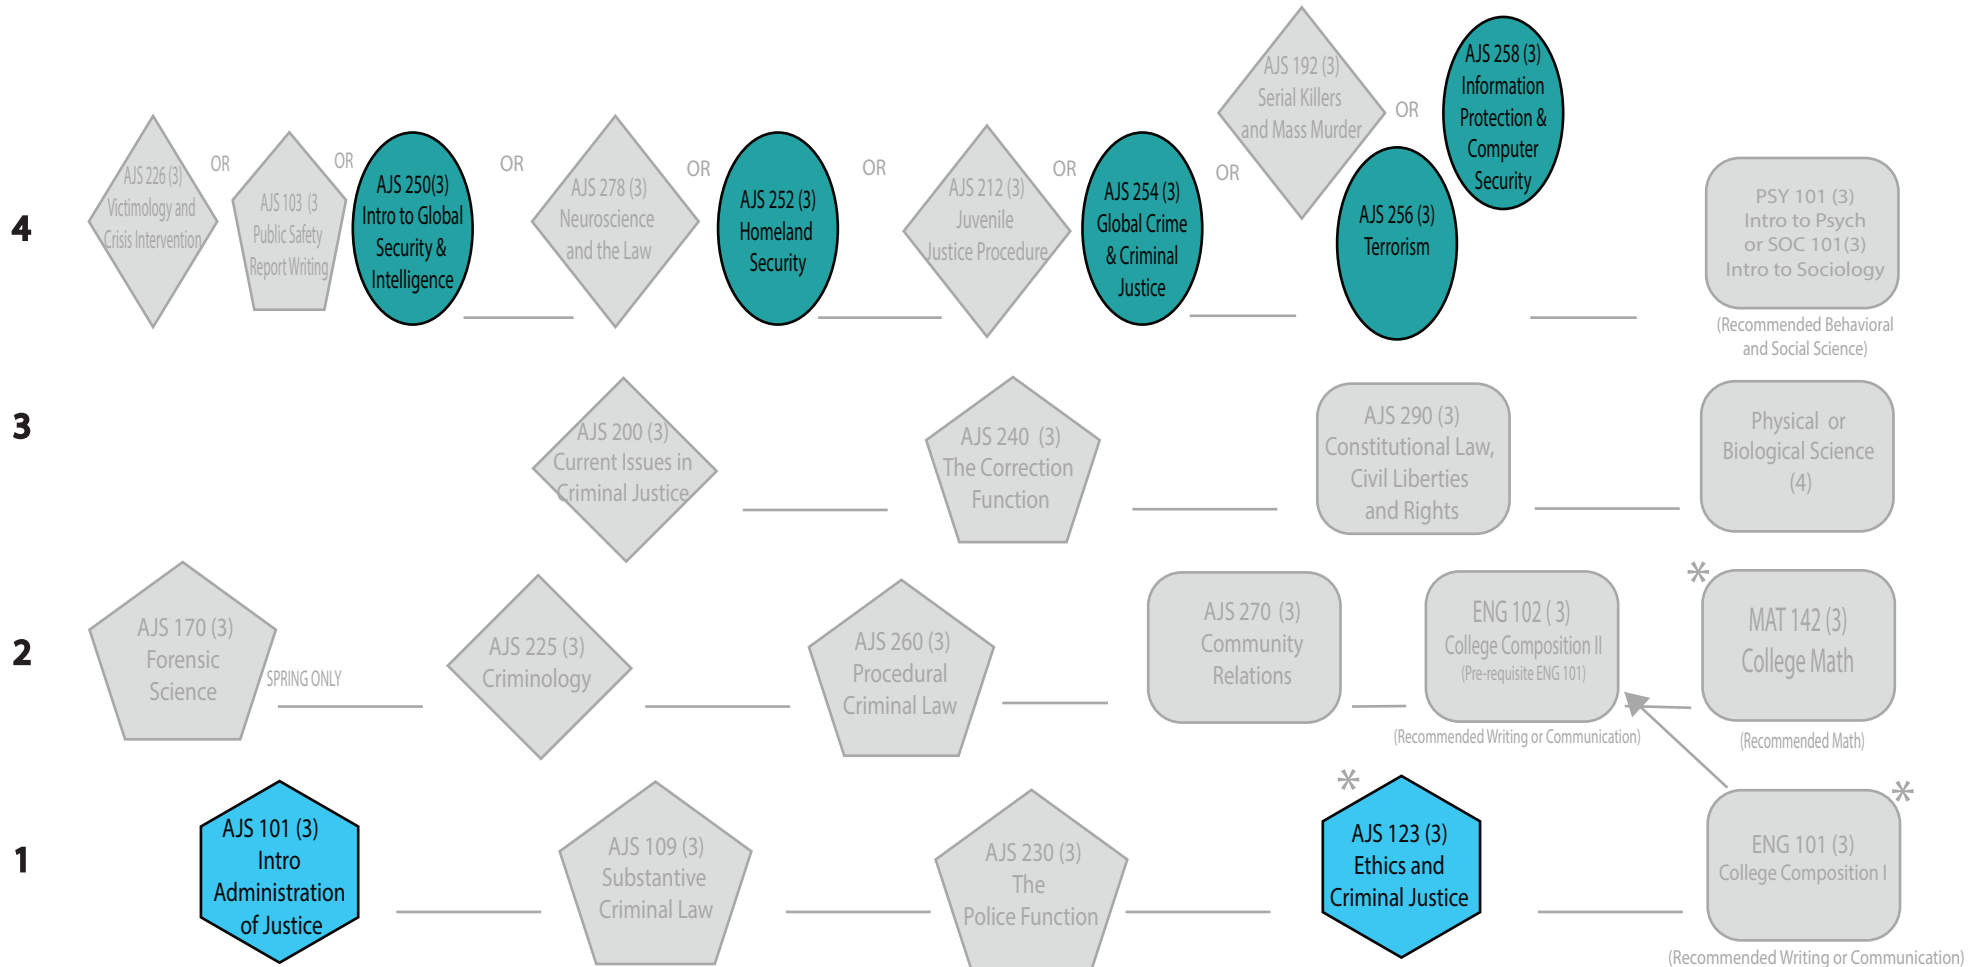 4
AJS 226 (3)
Victimology and
Crisis Intervention
OR
AJS 103 (3
Public Safety
Report Writing
OR
AJS 250(3)
Intro to Global
Security &
Intelligence
OR
AJS 278 (3)
Neuroscience
and the Law
OR
AJS 252 (3)
Homeland
Security
OR
AJS 212 (3)
Juvenile
Justice Procedure
OR
AJS 254 (3)
Global Crime
& Criminal
Justice
OR
AJS 192 (3)
Serial Killers
and Mass Murder
OR
AJS 256 (3)
Terrorism
AJS 258 (3)
Information
Protection &
Computer
Security
PSY 101 (3)
Intro to Psych
or SOC 101(3)
Intro to Sociology
(Recommended Behavioral
and Social Science)
3
AJS 200 (3)
Current Issues in
Criminal Justice
AJS 240 (3)
The Correction
Function
AJS 290 (3)
Constitutional Law,
Civil Liberties
and Rights
Physical or
Biological Science
(4)
2
AJS 170 (3)
Forensic
Science
SPRING ONLY
AJS 225 (3)
Criminology
AJS 260 (3)
Procedural
Criminal Law
AJS 270 (3)
Community
Relations
ENG 102 ( 3)
College Composition II
(Pre-requisite ENG 101)
(Recommended Writing or Communication)
*
MAT 142 (3)
College Math
(Recommended Math)
1
AJS 101 (3)
Intro
Administration
of Justice
AJS 109 (3)
Substantive
Criminal Law
AJS 230 (3)
The
Police Function
*
AJS 123 (3)
Ethics and
Criminal Justice
*
ENG 101 (3)
College Composition I
(Recommended Writing or Communication)